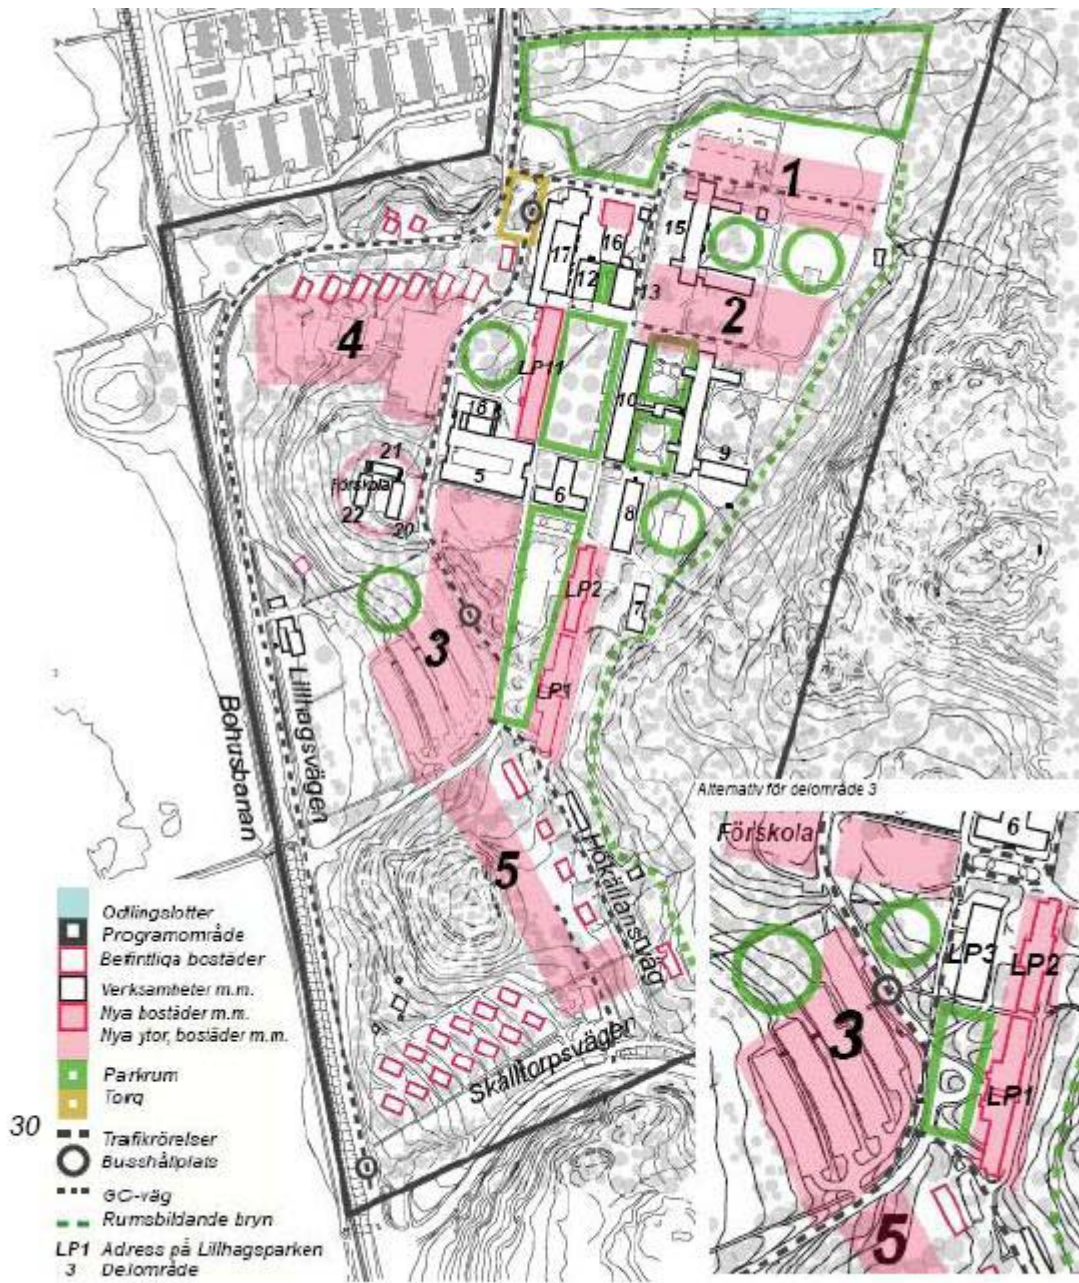 1
15
16
17
12
13
2
4
LP11
10
18
9
21
5
Förskola
6
22
20
8
LP2
7
3
LP1
Lillhagsvägen
Bohusbanan
Alternativ för delområde 3
Hökällans väg
5
Skälltorpsvägen
Förskola
6
LP3
LP2
3
LP1
5
Odlingslotter
Programområde
Befintliga bostäder
Verksamheter m.m.
Nya bostäder m.m.
Nya ytor, bostäder m.m.
Parkrum
Torg
30
Trafikrörelser
Busshållplats
GC-väg
Rumsbildande bryn
LP1 Adress på Lillhagsparken
3 Delområde